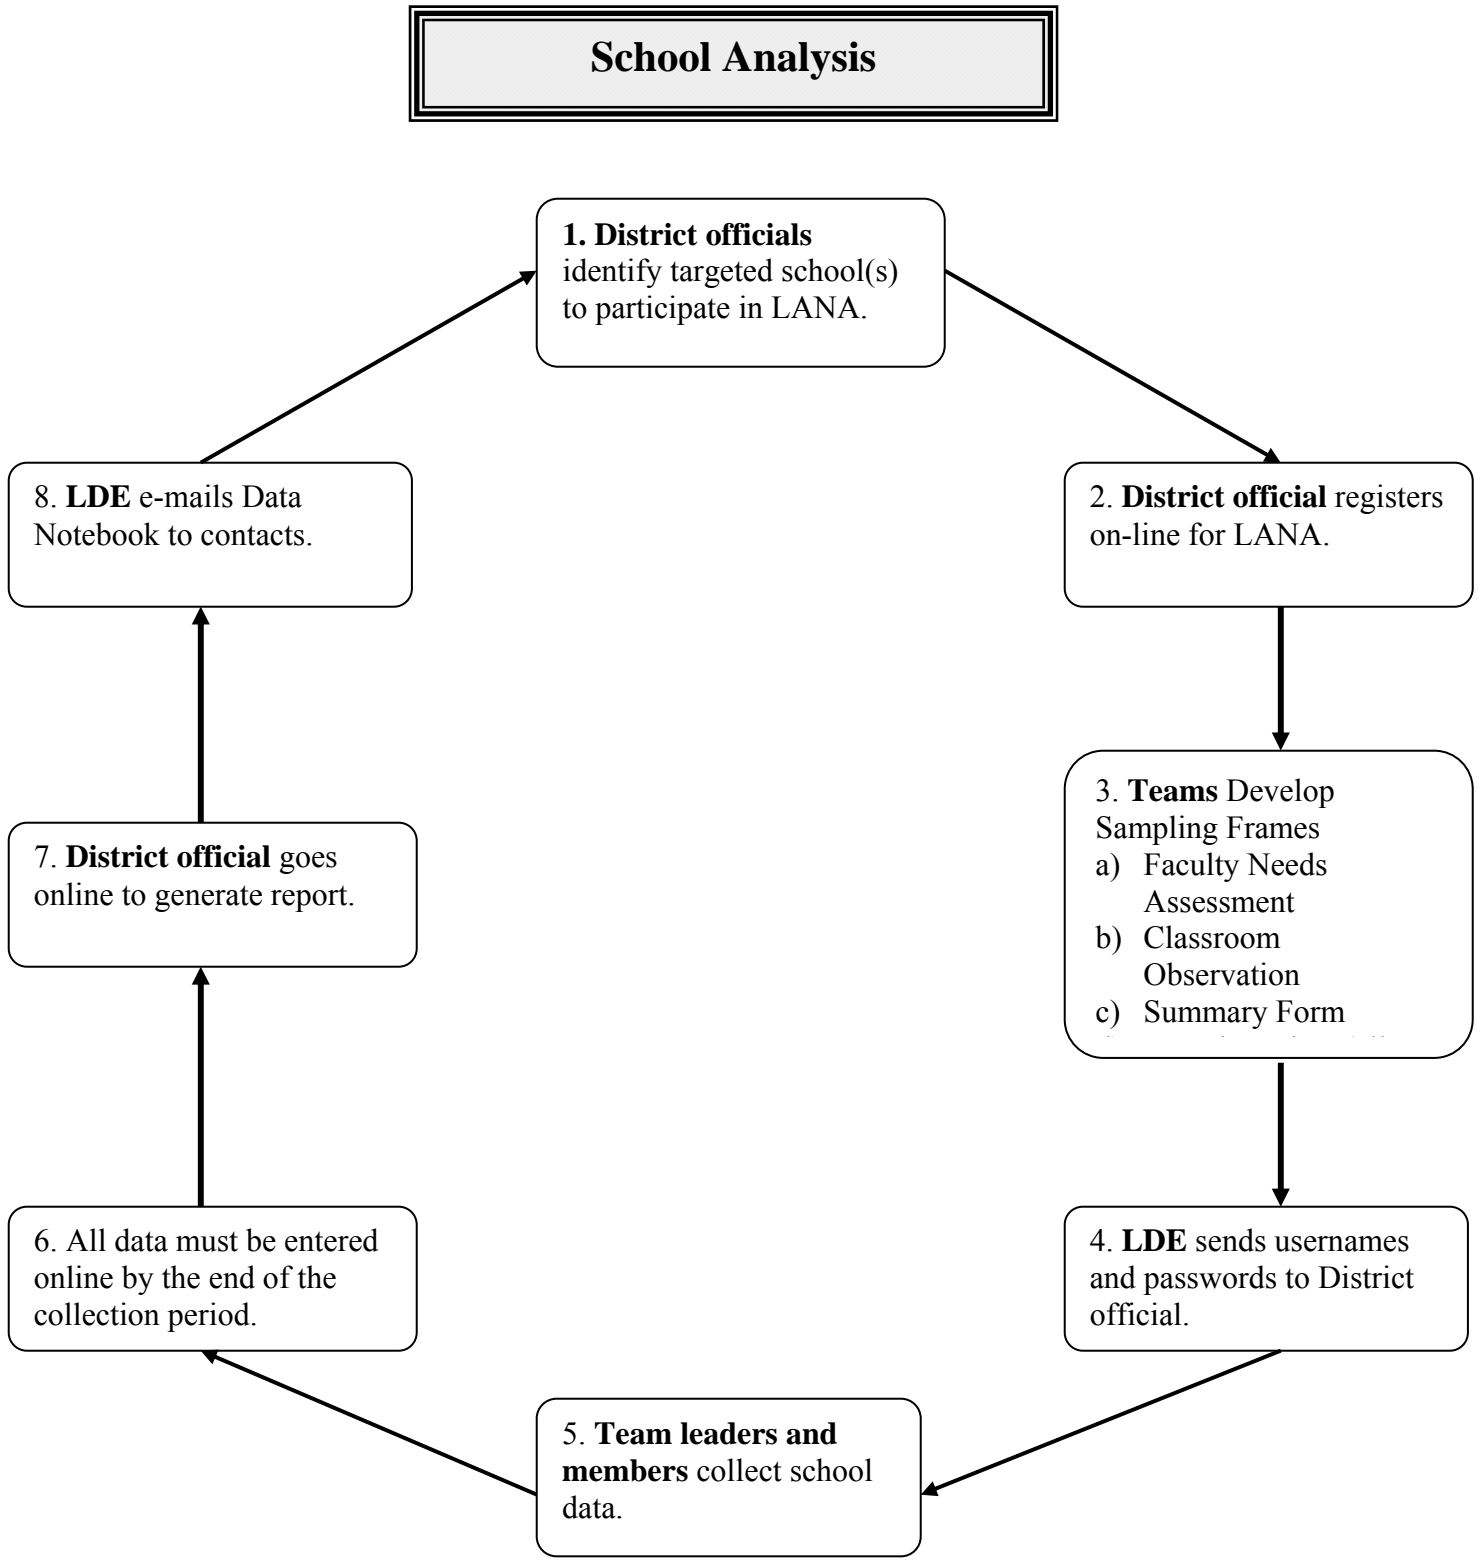 School Analysis
1. District officials
identify targeted school(s)
to participate in LANA.
2. District official registers
on-line for LANA.
3. Teams Develop
Sampling Frames
a) Faculty Needs
Assessment
b) Classroom
Observation
c) Summary Form
4. LDE sends usernames
and passwords to District
official.
5. Team leaders and
members collect school
data.
6. All data must be entered
online by the end of the
collection period.
7. District official goes
online to generate report.
8. LDE e-mails Data
Notebook to contacts.